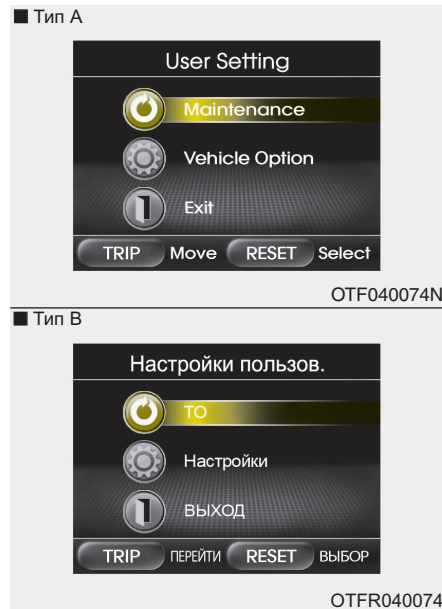 ■ Тип A
User Setting
Maintenance
Vehicle Option
Exit
TRIP Move RESET Select
OTF040074N
■ Тип B
Настройки пользов.
ТО
Настройки
ВЫХОД
TRIP ПЕРЕЙТИ RESET ВЫБОР
OTFR040074